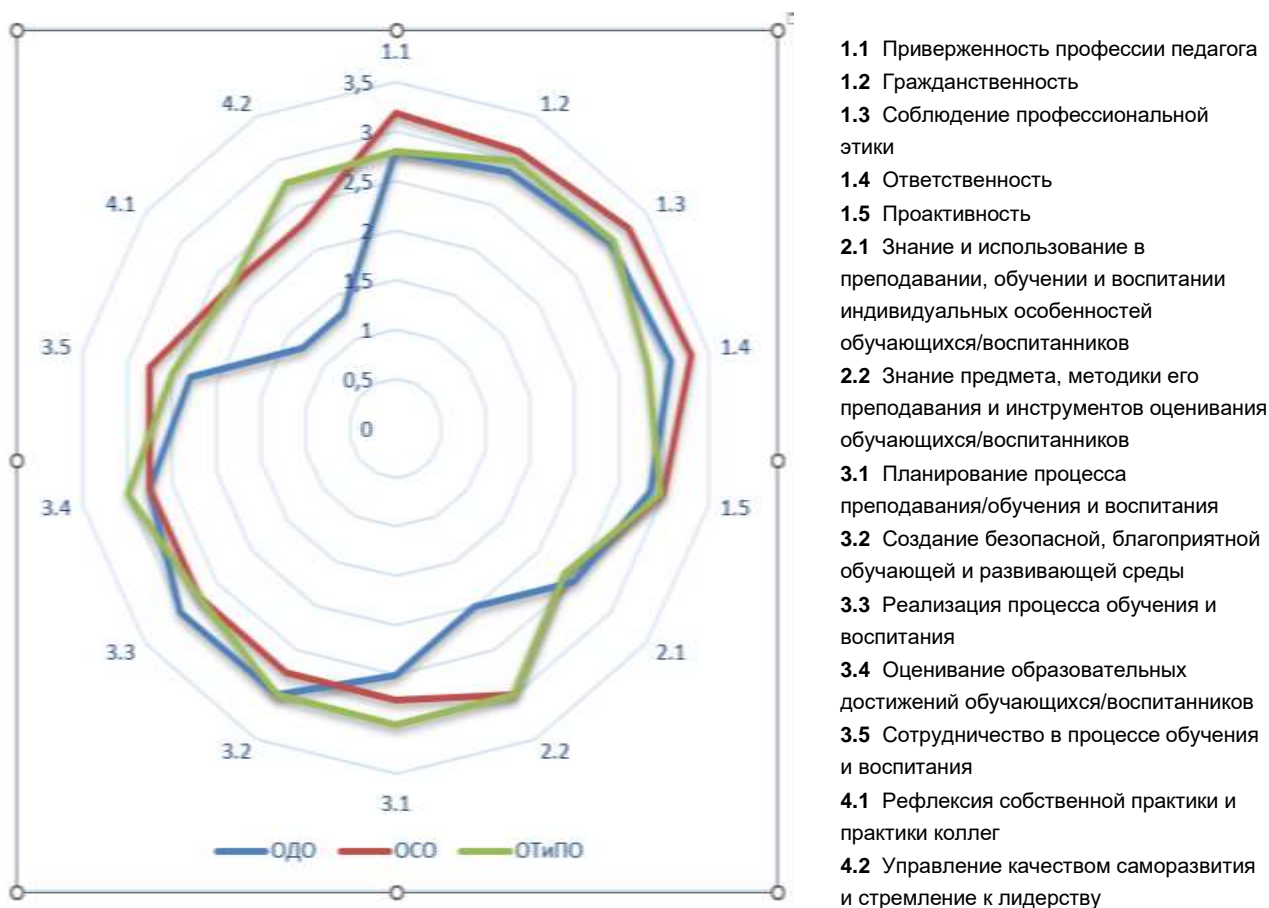 1.1
1.2
1.3
1.4
1.5
2.1
2.2
3.1
3.2
3.3
3.4
3.5
4.1
4.2
3,5
3
2,5
2
1,5
1
0,5
0
ОДО ОСО ОТиПО
1.1 Приверженность профессии педагога
1.2 Гражданственность
1.3 Соблюдение профессиональной
этики
1.4 Ответственность
1.5 Проактивность
2.1 Знание и использование в
преподавании, обучении и воспитании
индивидуальных особенностей
обучающихся/воспитанников
2.2 Знание предмета, методики его
преподавания и инструментов оценивания
обучающихся/воспитанников
3.1 Планирование процесса
преподавания/обучения и воспитания
3.2 Создание безопасной, благоприятной
обучающей и развивающей среды
3.3 Реализация процесса обучения и
воспитания
3.4 Оценивание образовательных
достижений обучающихся/воспитанников
3.5 Сотрудничество в процессе обучения
и воспитания
4.1 Рефлексия собственной практики и
практики коллег
4.2 Управление качеством саморазвития
и стремление к лидерству